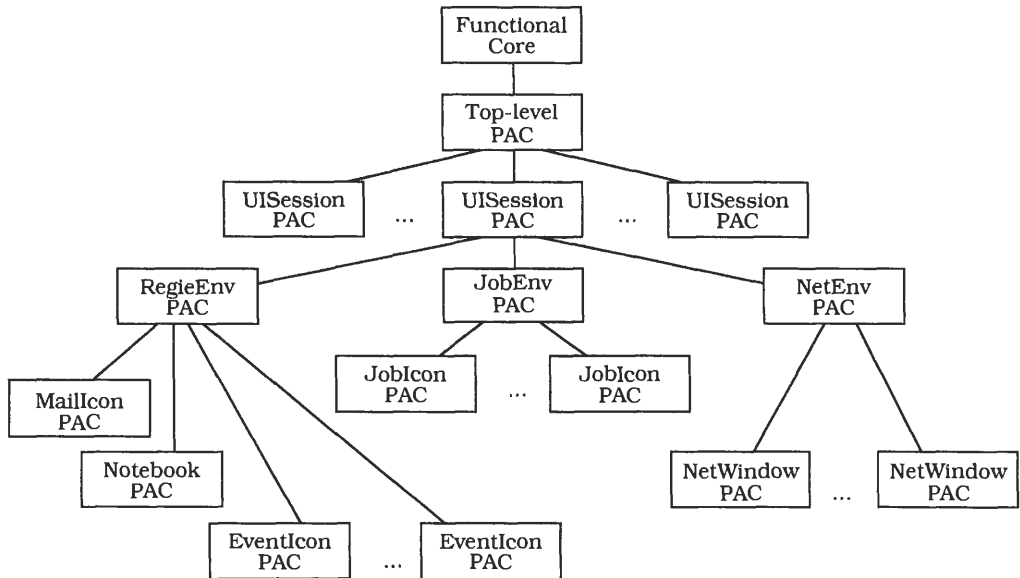 Functional
Core
Top-level
PAC
UISession
PAC
...
UISession
PAC
...
UISession
PAC
RegieEnv
PAC
JobEnv
PAC
NetEnv
PAC
JobIcon
PAC
...
JobIcon
PAC
MailIcon
PAC
Notebook
PAC
NetWindow
PAC
...
NetWindow
PAC
EventIcon
PAC
...
EventIcon
PAC